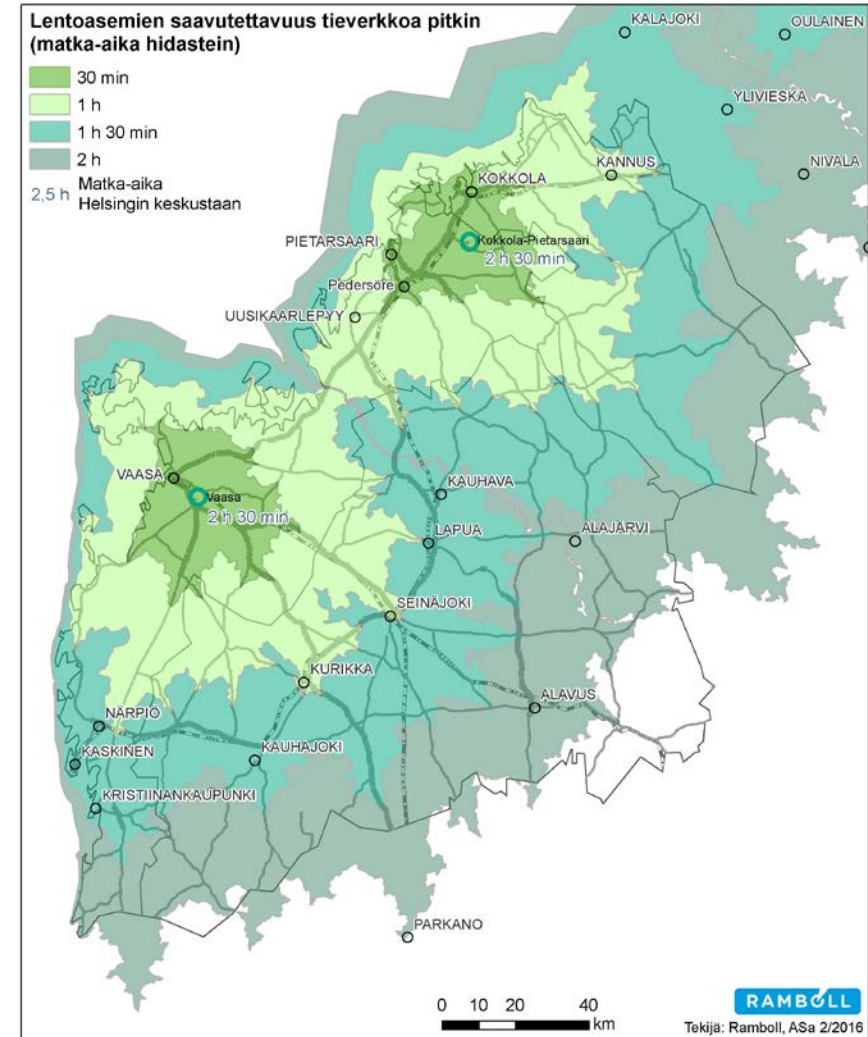 Lentoasemien saavutettavuus tieverkkoa pitkin
(matka-aika hidastein)
30 min
1 h
1 h 30 min
2 h
2,5 h Matka-aika
Helsingin keskustaan
KALAJOKI
OULAINEN
YLIVIESKA
NIVALA
KANNUS
KOKKOLA
Kokkola-Pietarsaari
2 h 30 min
PIETARSAARI
Pedersöre
UUSIKAARLEPYY
VAASA
Vaasa
2 h 30 min
KAUHAVA
LAPUA
ALAJÄRVI
SEINÄJOKI
KURIKKA
ALAVUS
NÄRPIÖ
KASKINEN
KAUHAJOKI
KRISTIINANKAUPUNKI
PARKANO
0 10 20 40
km
RAMBOLL
Tekijä: Ramboll, ASa 2/2016